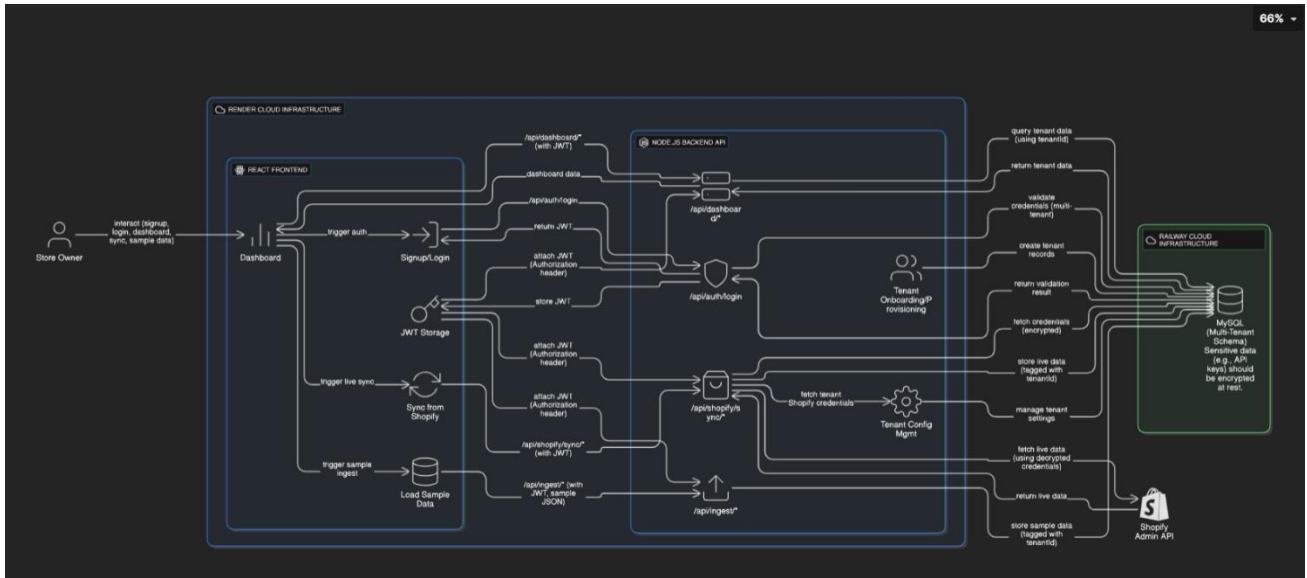 66%
RENDER CLOUD INFRASTRUCTURE
REACT FRONTEND
NODE.JS BACKEND API
RAILWAY CLOUD
INFRASTRUCTURE
Store Owner
interact (signup,
login, dashboard,
sync, sample data)
Dashboard
trigger auth
Signup/Login
JWT Storage
trigger live sync
Sync from
Shopify
trigger sample
ingest
Load Sample
Data
/api/dashboard/*
(with JWT)
dashboard data
/api/auth/login
return JWT
attach JWT
(Authorization
header)
store JWT
attach JWT
(Authorization
header)
attach JWT
(Authorization
header)
/api/shopify/sync/*
(with JWT)
/api/ingest/* (with
JWT, sample
JSON)
/api/dashboar
d/*
/api/auth/login
Tenant
Onboarding/P
rovisioning
/api/shopify/s
ync/*
fetch tenant
Shopify credentials
Tenant Config
Mgmt
/api/ingest/*
query tenant data
(using tenantId)
return tenant data
validate
credentials (multi-
tenant)
create tenant
records
return validation
result
fetch credentials
(encrypted)
store live data
(tagged with
tenantId)
manage tenant
settings
fetch live data
(using decrypted
credentials)
return live data
store sample data
(tagged with
tenantId)
MySQL
(Multi-Tenant
Schema)
Sensitive data
(e.g., API
keys) should
be encrypted
at rest.
Shopify
Admin API